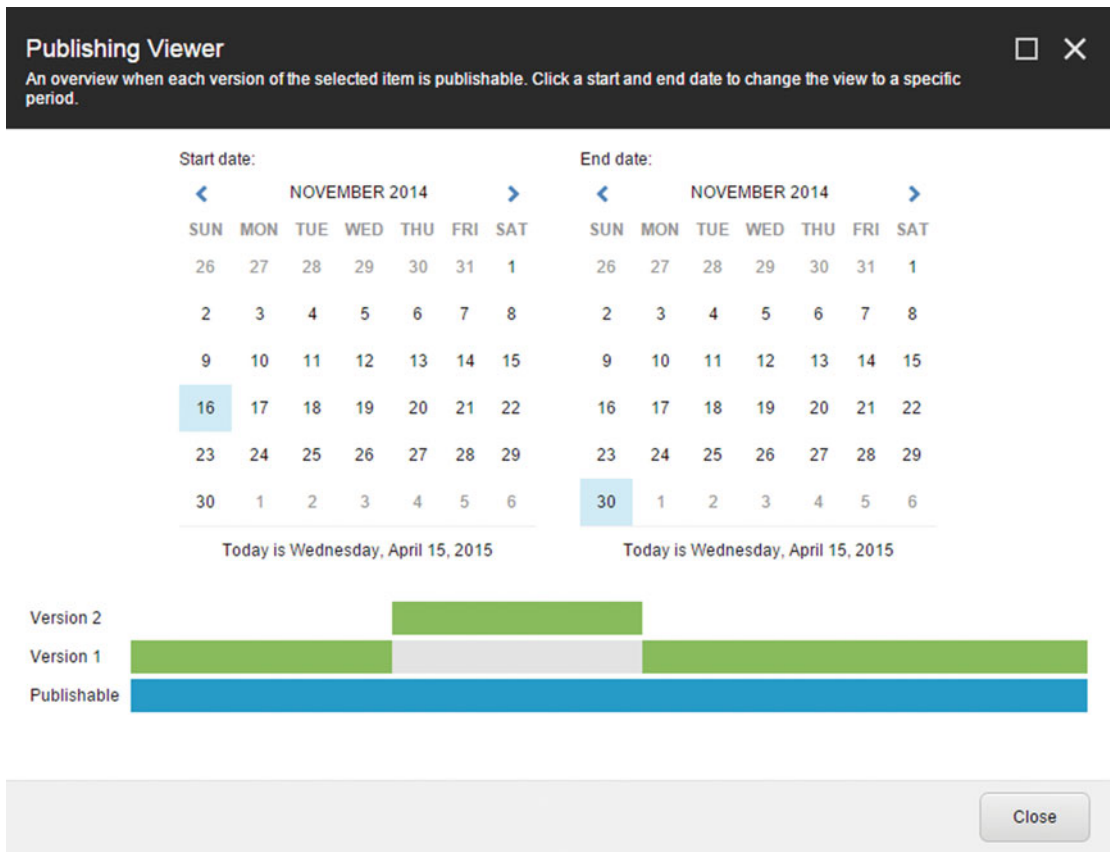 Publishing Viewer
An overview when each version of the selected item is publishable. Click a start and end date to change the view to a specific
period.
Start date:
NOVEMBER 2014
SUN MON TUE WED THU FRI SAT
26 27 28 29 30 31 1
2 3 4 5 6 7 8
9 10 11 12 13 14 15
16 17 18 19 20 21 22
23 24 25 26 27 28 29
30 1 2 3 4 5 6
Today is Wednesday, April 15, 2015
End date:
NOVEMBER 2014
SUN MON TUE WED THU FRI SAT
26 27 28 29 30 31 1
2 3 4 5 6 7 8
9 10 11 12 13 14 15
16 17 18 19 20 21 22
23 24 25 26 27 28 29
30 1 2 3 4 5 6
Today is Wednesday, April 15, 2015
Version 2
Version 1
Publishable
Close